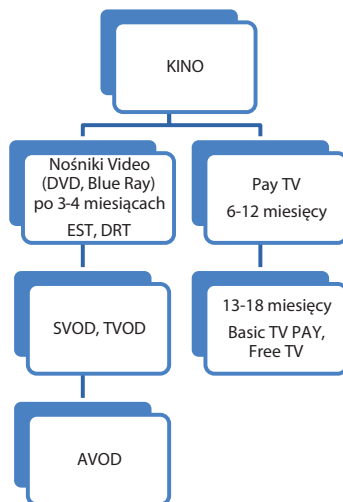 KINO
Nośniki Video
(DVD, Blue Ray)
po 3-4 miesiącach
EST, DRT
Pay TV
6-12 miesięcy
SVOD, TVOD
13-18 miesięcy
Basic TV PAY,
Free TV
AVOD